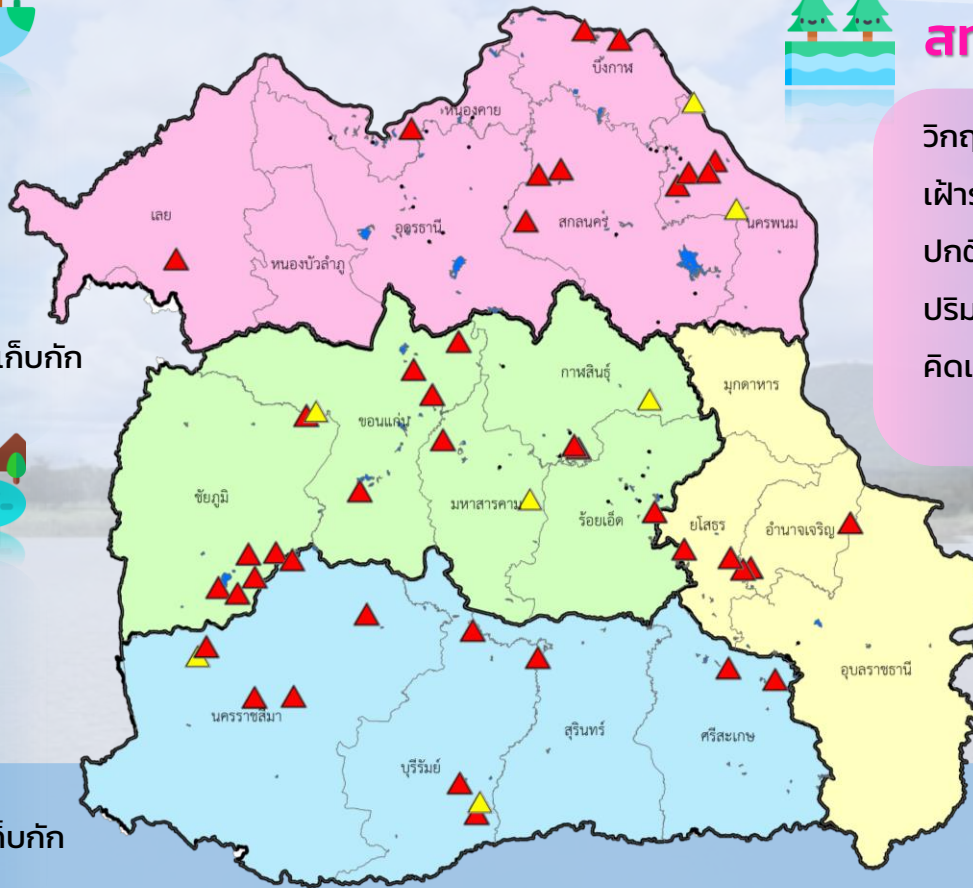 สท
บึงกาฬ
หนองคาย
วิกฤ
เฝ้าร
ปกติ
ปริม
คิดเ
เลย
หนองบัวลำภู
อุดรธานี
สกลนคร
นครพนม
เก็บกัก
ขอนแก่น
กาฬสินธุ์
มุกดาหาร
ชัยภูมิ
มหาสารคาม
ร้อยเอ็ด
ยโสธร
อำนาจเจริญ
อุบลราชธานี
นครราชสีมา
บุรีรัมย์
สุรินทร์
ศรีสะเกษ
ก็บกัก